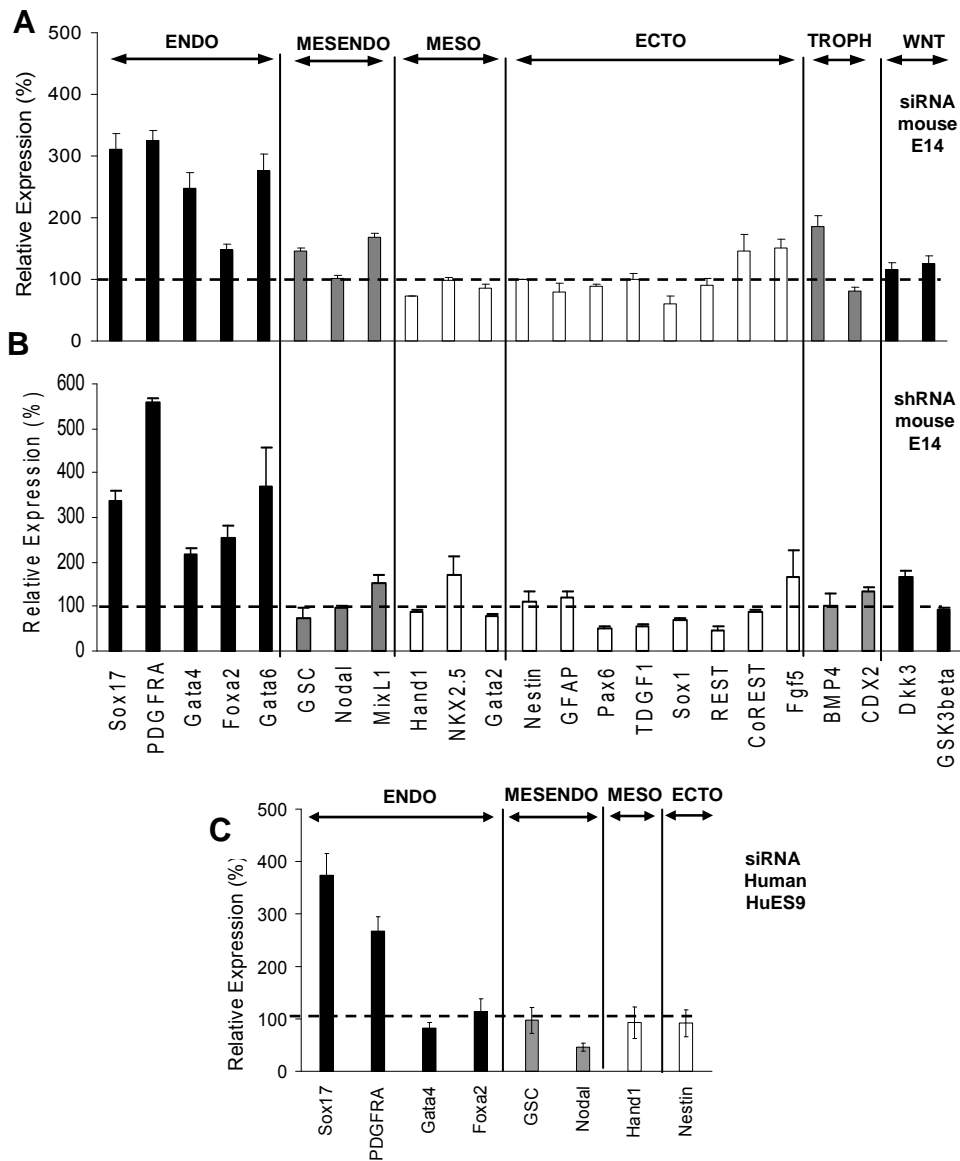 A
ENDO
MESENDO
MESO
ECTO
TROPH
WNT
Relative Expression (%)
500
400
300
200
100
0
siRNA
mouse
E14
B
Relative Expression (%)
600
500
400
300
200
100
0
shRNA
mouse
E14
Sox17
PDGFRA
Gata4
Foxa2
Gata6
GSC
Nodal
MixL1
Hand1
NKX2.5
Gata2
Nestin
GFAP
Pax6
TDGF1
Sox1
REST
CoREST
Fgf5
BMP4
CDX2
Dkk3
GSK3beta
C
ENDO
MESENDO
MESO
ECTO
Relative Expression (%)
500
400
300
200
100
0
siRNA
Human
HuES9
Sox17
PDGFRA
Gata4
Foxa2
GSC
Nodal
Hand1
Nestin